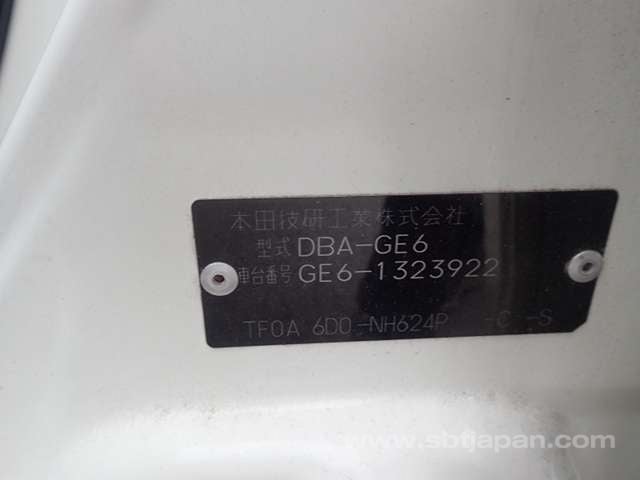 本田技研工業株式会社
型式 DBA-GE6
車台番号 GE6-1323922
TF0A 6D0-NH624P -C -S
www.sbtjapan.com